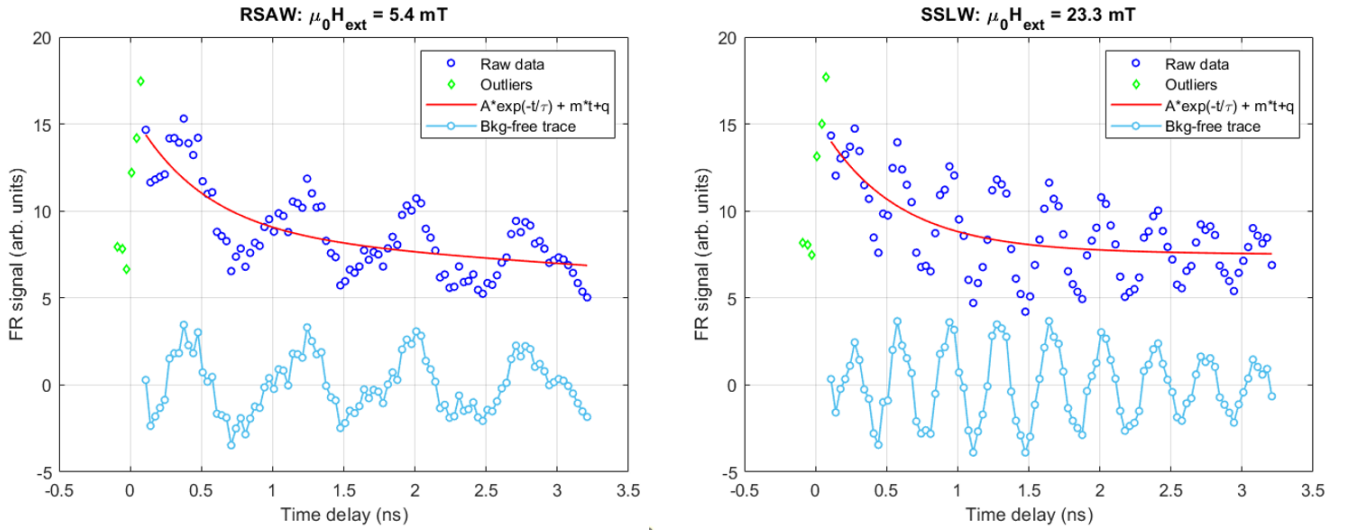 RSAW: μ0Hext = 5.4 mT
20
15
10
5
0
-5
FR signal (arb. units)
Raw data
Outliers
A*exp(-t/τ) + m*t+q
Bkg-free trace
-0.5 0 0.5 1 1.5 2 2.5 3 3.5
Time delay (ns)
SSLW: μ0Hext = 23.3 mT
20
15
10
5
0
-5
FR signal (arb. units)
Raw data
Outliers
A*exp(-t/τ) + m*t+q
Bkg-free trace
-0.5 0 0.5 1 1.5 2 2.5 3 3.5
Time delay (ns)